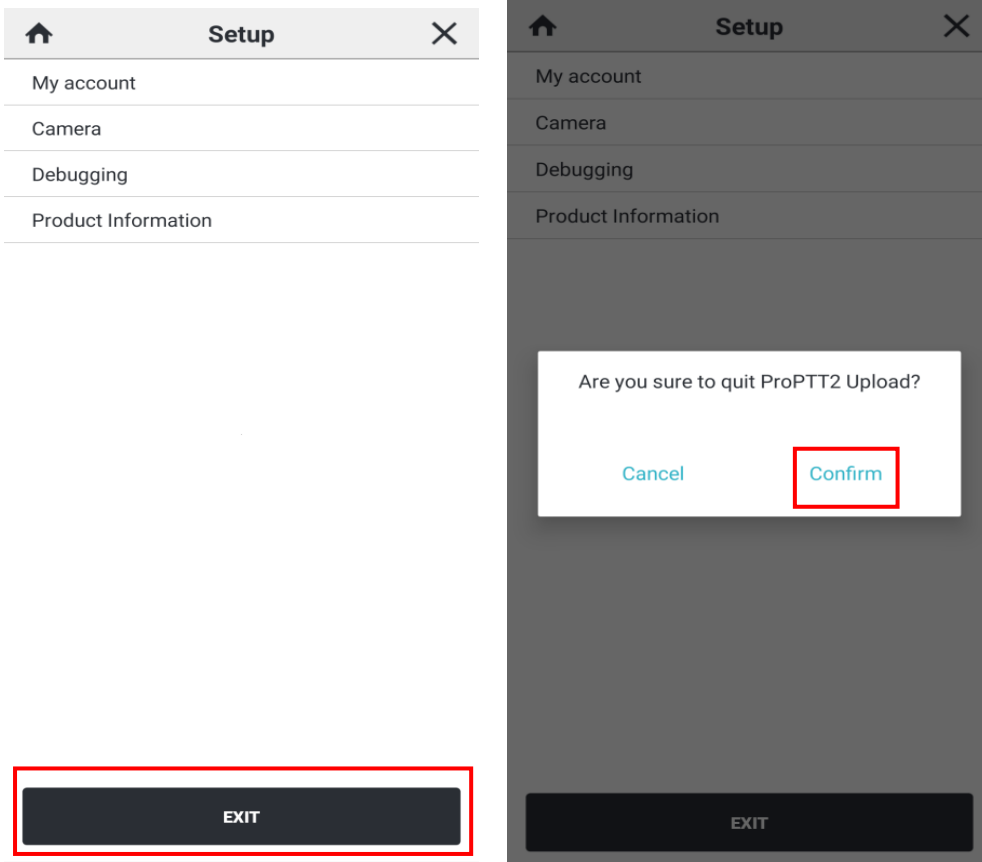 Setup
My account
Camera
Debugging
Product Information
EXIT
Setup
My account
Camera
Debugging
Product Information
Are you sure to quit ProPTT2 Upload?
Cancel
Confirm
EXIT